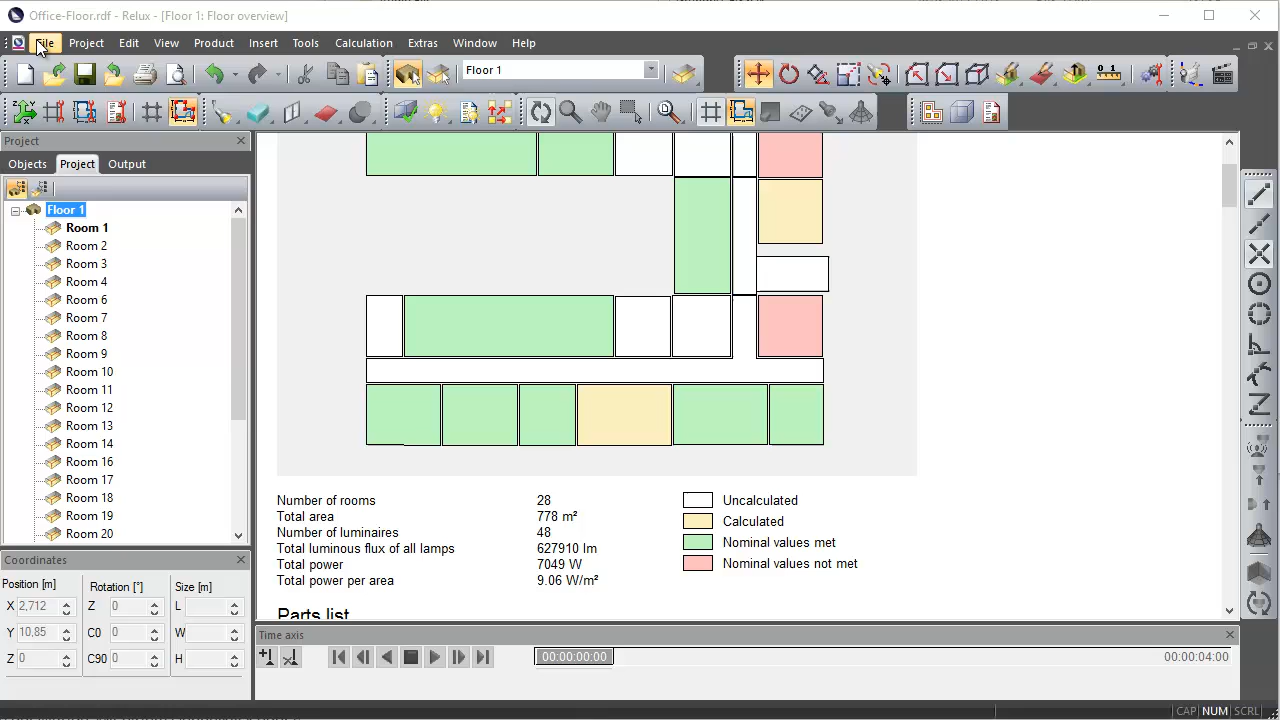 Office-Floor.rdf - Relux - [Floor 1: Floor overview]
File Project Edit View Product Insert Tools Calculation Extras Window Help
Floor 1
Project
Objects Project Output
Floor 1
Room 1
Room 2
Room 3
Room 4
Room 6
Room 7
Room 8
Room 9
Room 10
Room 11
Room 12
Room 13
Room 14
Room 16
Room 17
Room 18
Room 19
Room 20
Number of rooms 28
Total area 778 m²
Number of luminaires 48
Total luminous flux of all lamps 627910 lm
Total power 7049 W
Total power per area 9.06 W/m²
Uncalculated
Calculated
Nominal values met
Nominal values not met
Parts list
Coordinates
Position [m] Rotation [°] Size [m]
X 2,712 Z 0 L
Y 10,85 C0 0 W
Z 0 C90 0 H
Time axis
00:00:00:00 00:00:04:00
CAP NUM SCRL